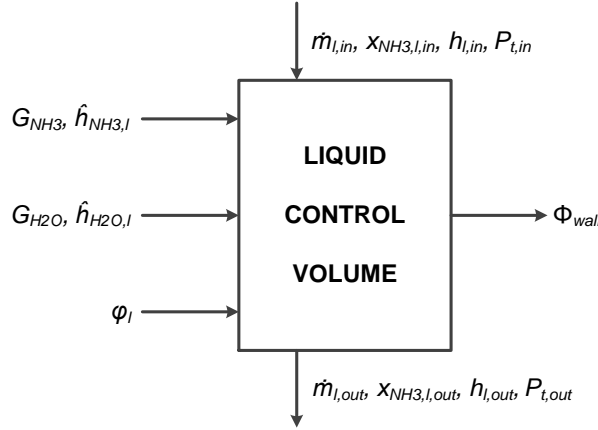 ṁl,in, xNH3,l,in, hl,in, Pt,in
GNH3, ĥNH3,l
LIQUID
GH2O, ĥH2O,l
CONTROL
Φwal
VOLUME
φl
ṁl,out, xNH3,l,out, hl,out, Pt,out